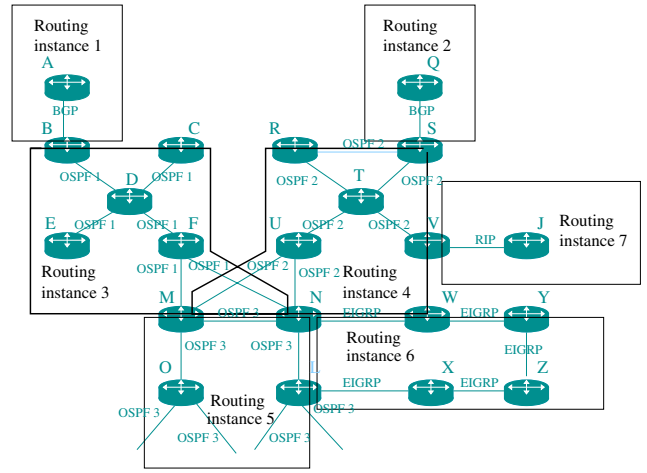 Routing
instance 1
A
BGP
B
C
OSPF 1
OSPF 1
D
E
OSPF 1
OSPF 1
F
OSPF 1
OSPF 1
Routing
instance 3
Routing
instance 2
Q
BGP
R
S
OSPF 2
OSPF 2
OSPF 2
T
U
OSPF 2
OSPF 2
V
OSPF 2
OSPF 2
Routing
instance 4
RIP
J
Routing
instance 7
M
OSPF 3
N
EIGRP
W
EIGRP
Y
OSPF 3
OSPF 3
Routing
instance 6
EIGRP
O
L
EIGRP
X
EIGRP
Z
Routing
instance 5
OSPF 3
OSPF 3
OSPF 3
OSPF 3